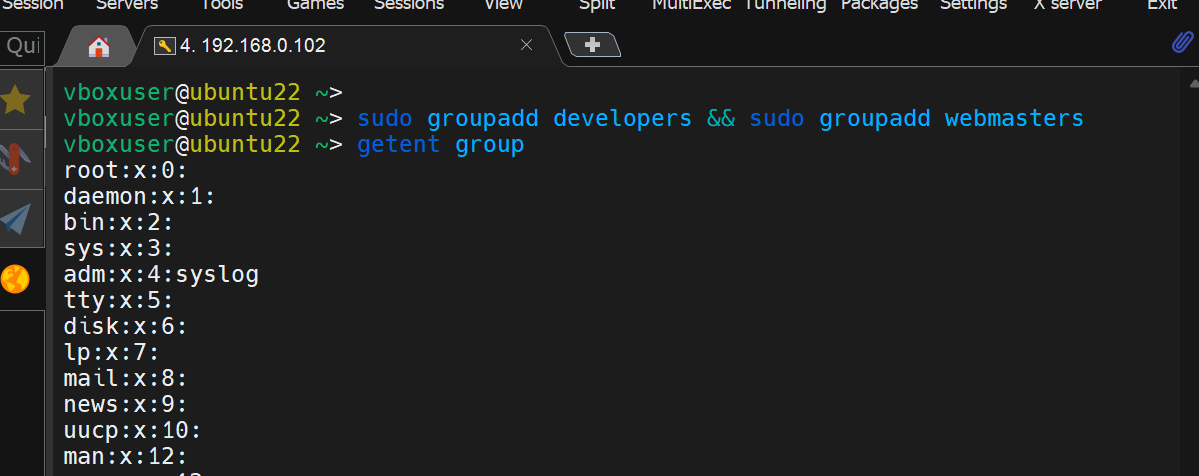 Session Servers Tools Games Sessions View Split MultiExec Tunneling Packages Settings X server Exit
Qui
4. 192.168.0.102
vboxuser@ubuntu22 ~>
vboxuser@ubuntu22 ~> sudo groupadd developers && sudo groupadd webmasters
vboxuser@ubuntu22 ~> getent group
root:x:0:
daemon:x:1:
bin:x:2:
sys:x:3:
adm:x:4:syslog
tty:x:5:
disk:x:6:
lp:x:7:
mail:x:8:
news:x:9:
uucp:x:10:
man:x:12: